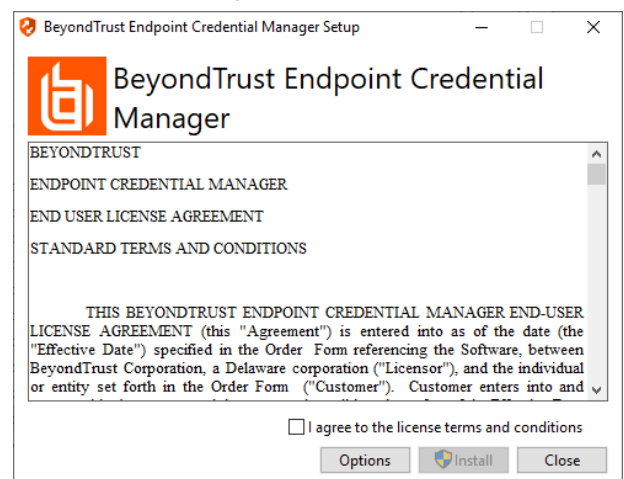 BeyondTrust Endpoint Credential Manager Setup
BeyondTrust Endpoint Credential
Manager
BEYONDTRUST
ENDPOINT CREDENTIAL MANAGER
END USER LICENSE AGREEMENT
STANDARD TERMS AND CONDITIONS
THIS BEYONDTRUST ENDPOINT CREDENTIAL MANAGER END-USER
LICENSE AGREEMENT (this "Agreement") is entered into as of the date (the
"Effective Date") specified in the Order Form referencing the Software, between
BeyondTrust Corporation, a Delaware corporation ("Licensor"), and the individual
or entity set forth in the Order Form ("Customer"). Customer enters into and
I agree to the license terms and conditions
Options Install Close